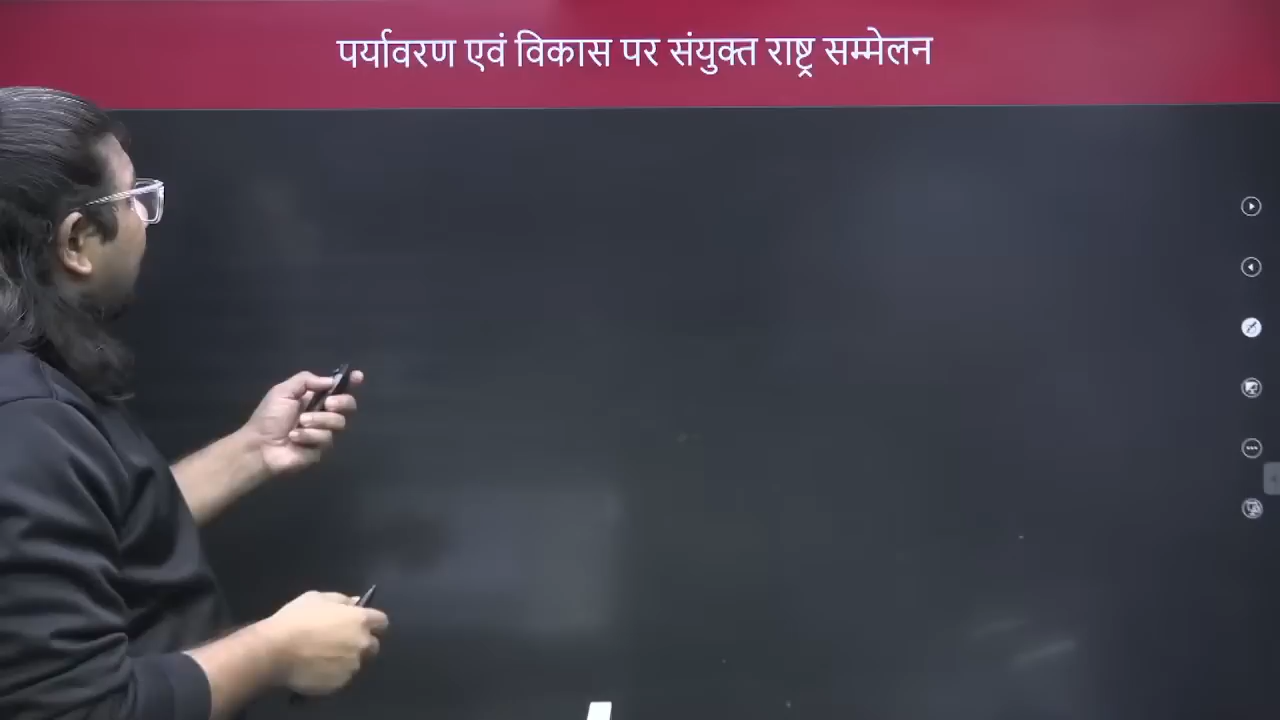 पर्यावरण एवं विकास पर संयुक्त राष्ट्र सम्मेलन